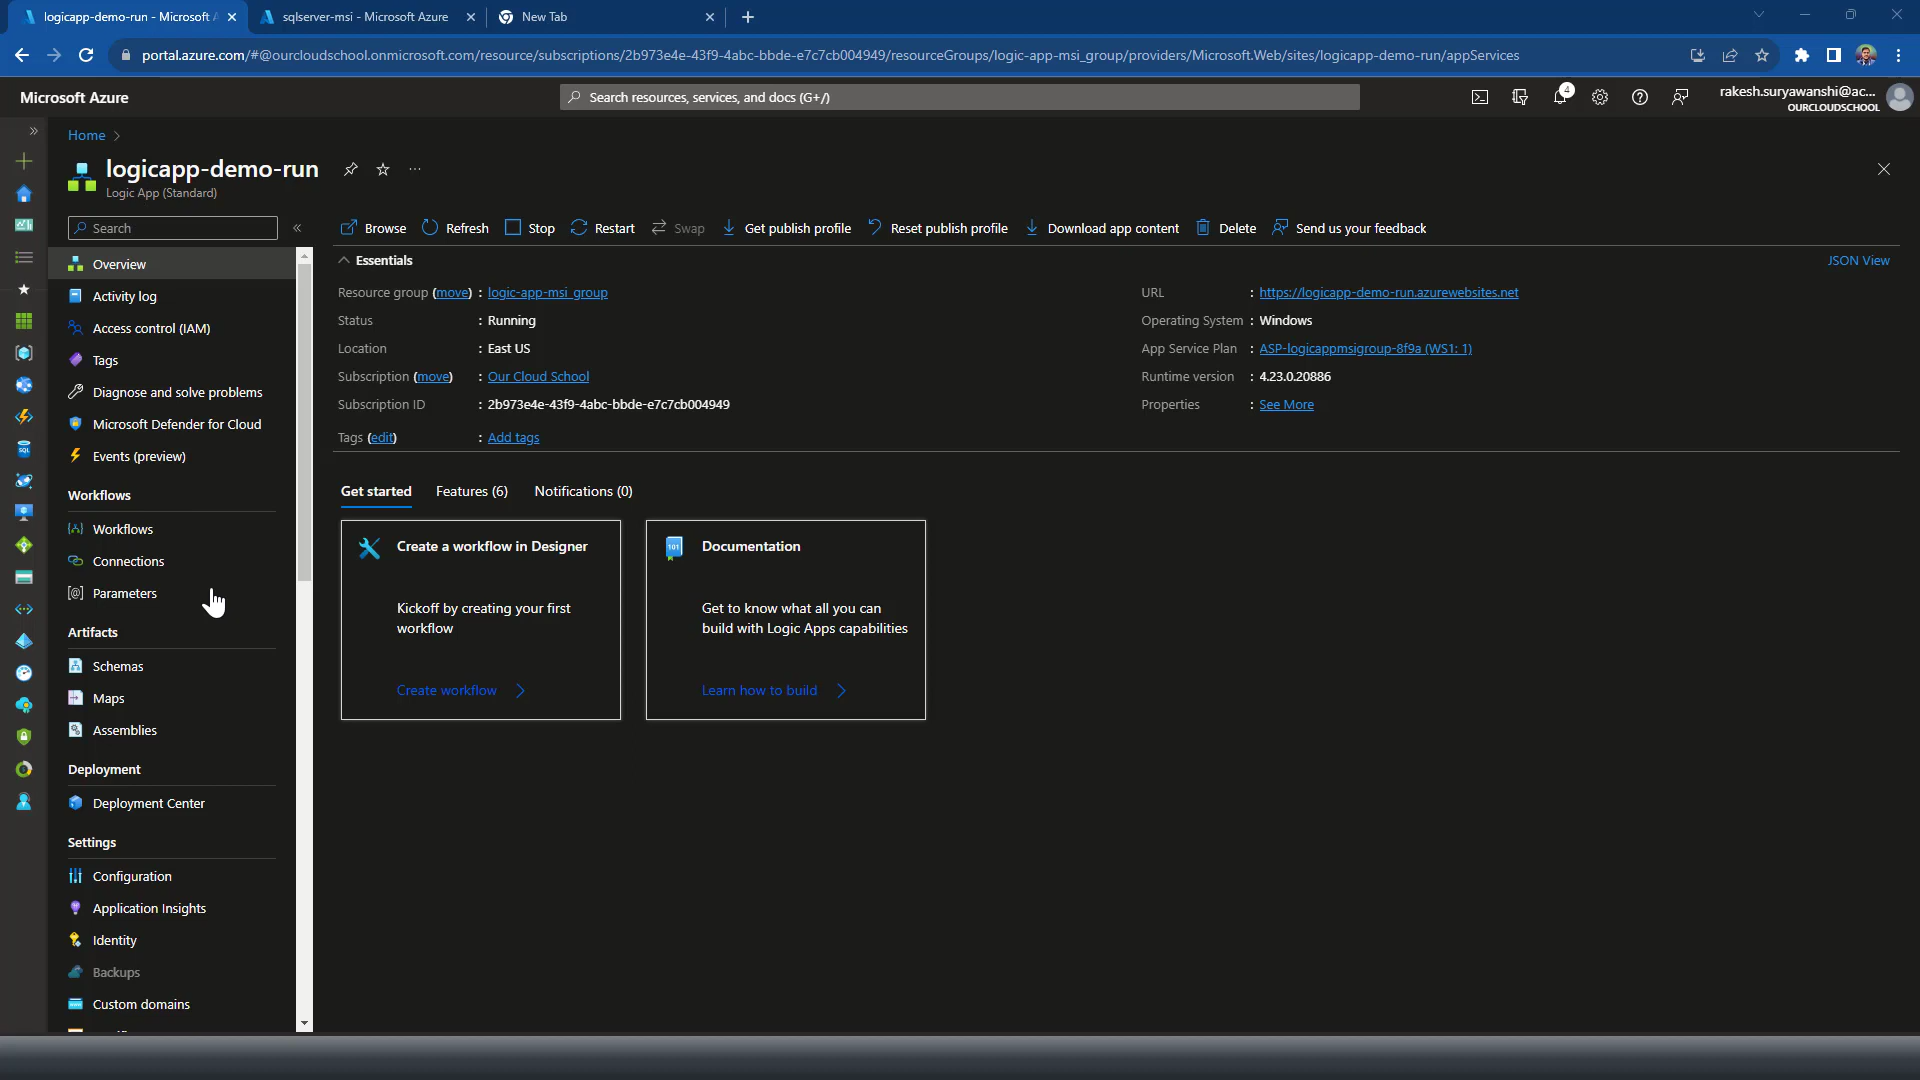 logicapp-demo-run - Microsoft A
sqlserver-msi - Microsoft Azure
New Tab
portal.azure.com/#@ourcloudschool.onmicrosoft.com/resource/subscriptions/2b973e4e-43f9-4abc-bbde-e7c7cb004949/resourceGroups/logic-app-msi_group/providers/Microsoft.Web/sites/logicapp-demo-run/appServices
Microsoft Azure
Search resources, services, and docs (G+/)
4
rakesh.suryawanshi@ac...
OURCLOUDSCHOOL
Home >
logicapp-demo-run
Logic App (Standard)
Search
Browse
Refresh
Stop
Restart
Swap
Get publish profile
Reset publish profile
Download app content
Delete
Send us your feedback
Overview
Activity log
Access control (IAM)
Tags
Diagnose and solve problems
Microsoft Defender for Cloud
Events (preview)
Workflows
Workflows
Connections
Parameters
Artifacts
Schemas
Maps
Assemblies
Deployment
Deployment Center
Settings
Configuration
Application Insights
Identity
Backups
Custom domains
Essentials
JSON View
Resource group (move) : logic-app-msi_group
Status : Running
Location : East US
Subscription (move) : Our Cloud School
Subscription ID : 2b973e4e-43f9-4abc-bbde-e7c7cb004949
Tags (edit) : Add tags
URL : https://logicapp-demo-run.azurewebsites.net
Operating System : Windows
App Service Plan : ASP-logicappmsigroup-8f9a (WS1: 1)
Runtime version : 4.23.0.20886
Properties : See More
Get started
Features (6)
Notifications (0)
Create a workflow in Designer
Kickoff by creating your first
workflow
Create workflow
101
Documentation
Get to know what all you can
build with Logic Apps capabilities
Learn how to build